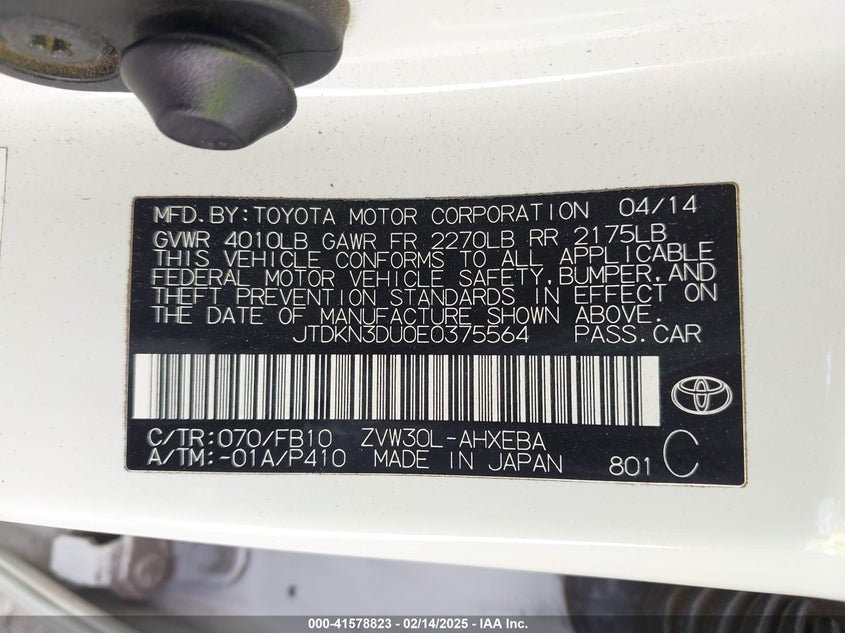 MFD.BY:TOYOTA MOTOR CORPORATION 04/14
GVWR 4010LB GAWR FR 2270LB RR 2175LB
THIS VEHICLE CONFORMS TO ALL APPLICABLE
FEDERAL MOTOR VEHICLE SAFETY,BUMPER,AND
THEFT PREVENTION STANDARDS IN EFFECT ON
THE DATE OF MANUFACTURE SHOWN ABOVE.
JTDKN3DU0E0375564 PASS.CAR
C/TR:070/FB10 ZVW30L-AHXEBA
A/TM:-01A/P410 MADE IN JAPAN 801 C
000-41578823 - 02/14/2025 - IAA Inc.